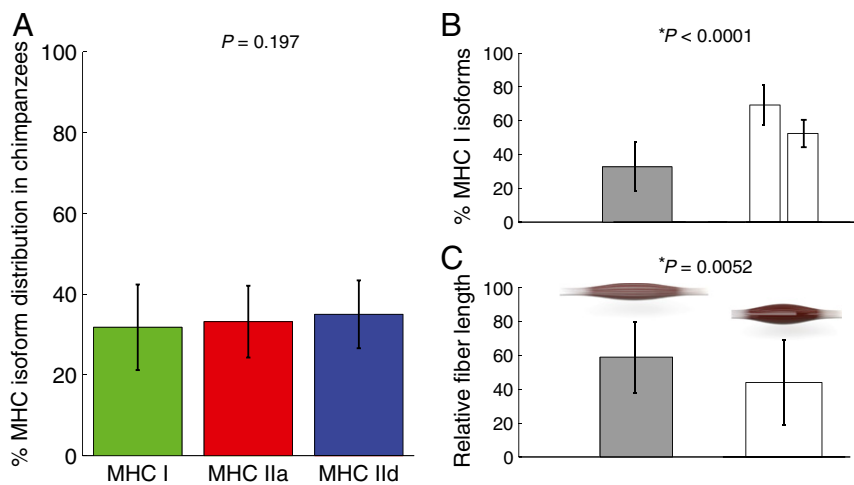 A
P = 0.197
% MHC isoform distribution in chimpanzees
100
80
60
40
20
0
MHC I
MHC IIa
MHC IId
B
*P < 0.0001
% MHC I isoforms
100
80
60
40
20
0
C
*P = 0.0052
Relative fiber length
100
80
60
40
20
0